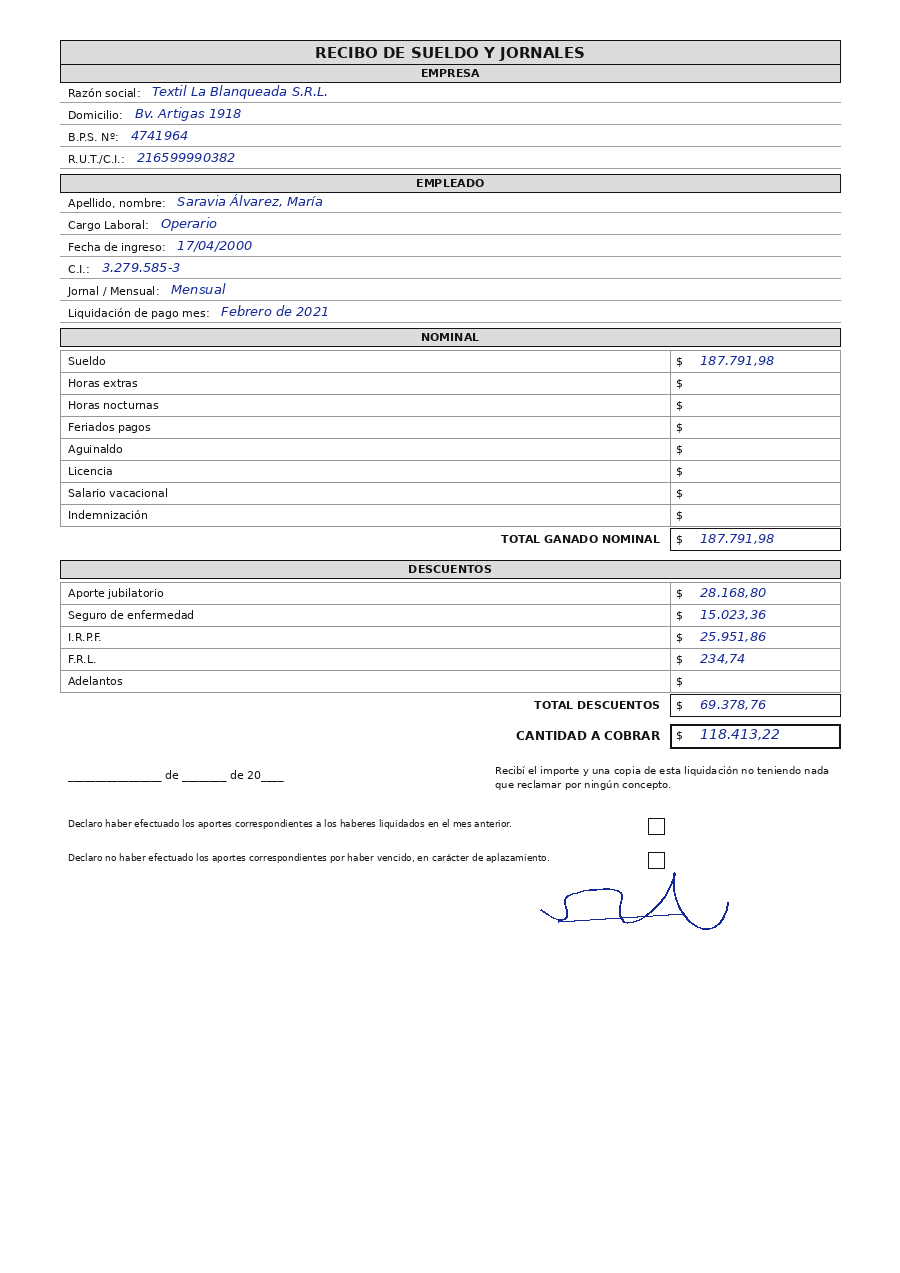 RECIBO DE SUELDO Y JORNALES
EMPRESA
Razón social: Textil La Blanqueada S.R.L.
Domicilio: Bv. Artigas 1918
B.P.S. Nº: 4741964
R.U.T./C.I.: 216599990382
EMPLEADO
Apellido, nombre: Saravia Álvarez, María
Cargo Laboral: Operario
Fecha de ingreso: 17/04/2000
C.I.: 3.279.585-3
Jornal / Mensual: Mensual
Liquidación de pago mes: Febrero de 2021
NOMINAL
Sueldo $ 187.791,98
Horas extras $
Horas nocturnas $
Feriados pagos $
Aguinaldo $
Licencia $
Salario vacacional $
Indemnización $
TOTAL GANADO NOMINAL $ 187.791,98
DESCUENTOS
Aporte jubilatorio $ 28.168,80
Seguro de enfermedad $ 15.023,36
I.R.P.F. $ 25.951,86
F.R.L. $ 234,74
Adelantos $
TOTAL DESCUENTOS $ 69.378,76
CANTIDAD A COBRAR $ 118.413,22
_________________ de ________ de 20____
Recibí el importe y una copia de esta liquidación no teniendo nada
que reclamar por ningún concepto.
Declaro haber efectuado los aportes correspondientes a los haberes liquidados en el mes anterior.
Declaro no haber efectuado los aportes correspondientes por haber vencido, en carácter de aplazamiento.